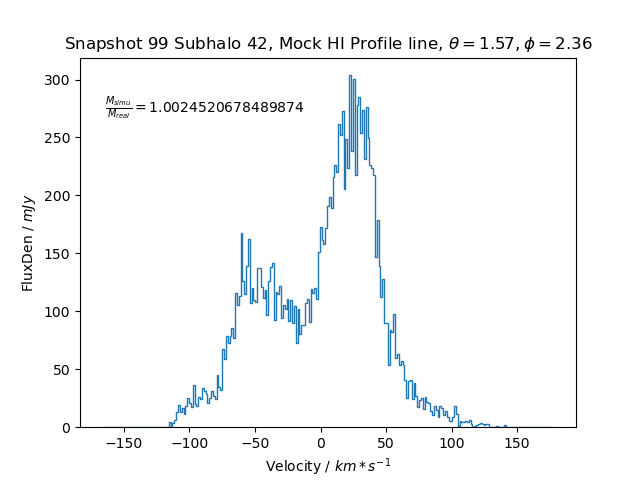 Snapshot 99 Subhalo 42, Mock HI Profile line, θ = 1.57, ϕ = 2.36
M_simu/M_real = 1.0024520678489874
300
250
200
150
100
50
0
FluxDen / mJy
−150 −100 −50 0 50 100 150
Velocity / km * s⁻¹